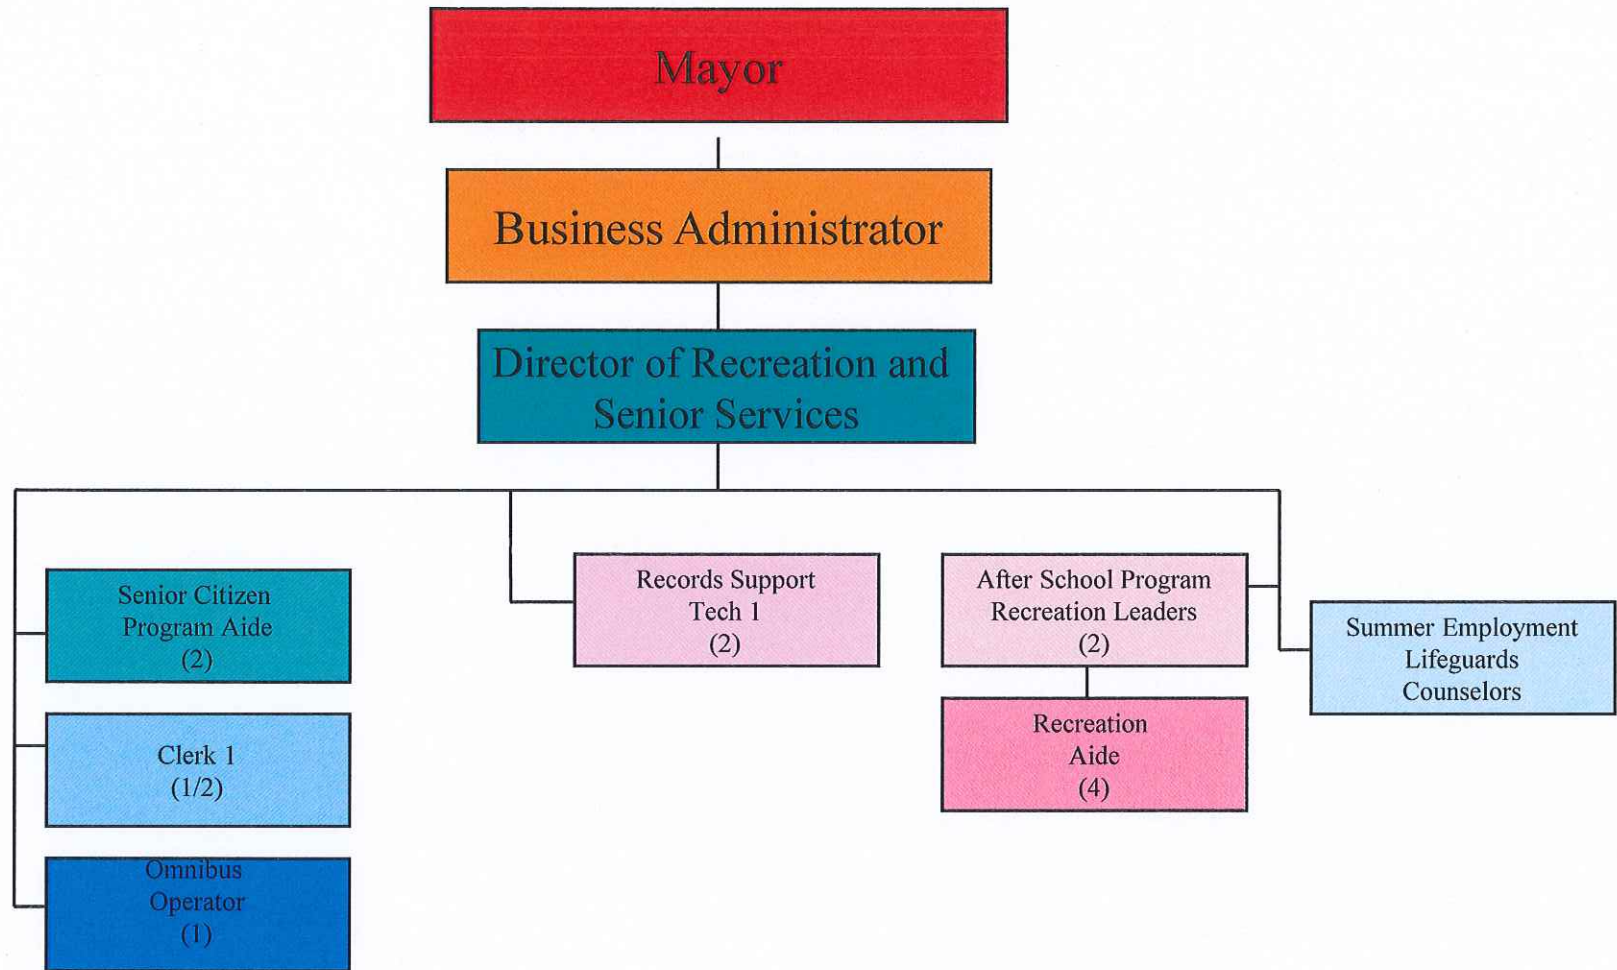 Mayor
Business Administrator
Director of Recreation and
Senior Services
Senior Citizen
Program Aide
(2)
Clerk 1
(1/2)
Omnibus
Operator
(1)
Records Support
Tech 1
(2)
After School Program
Recreation Leaders
(2)
Recreation
Aide
(4)
Summer Employment
Lifeguards
Counselors